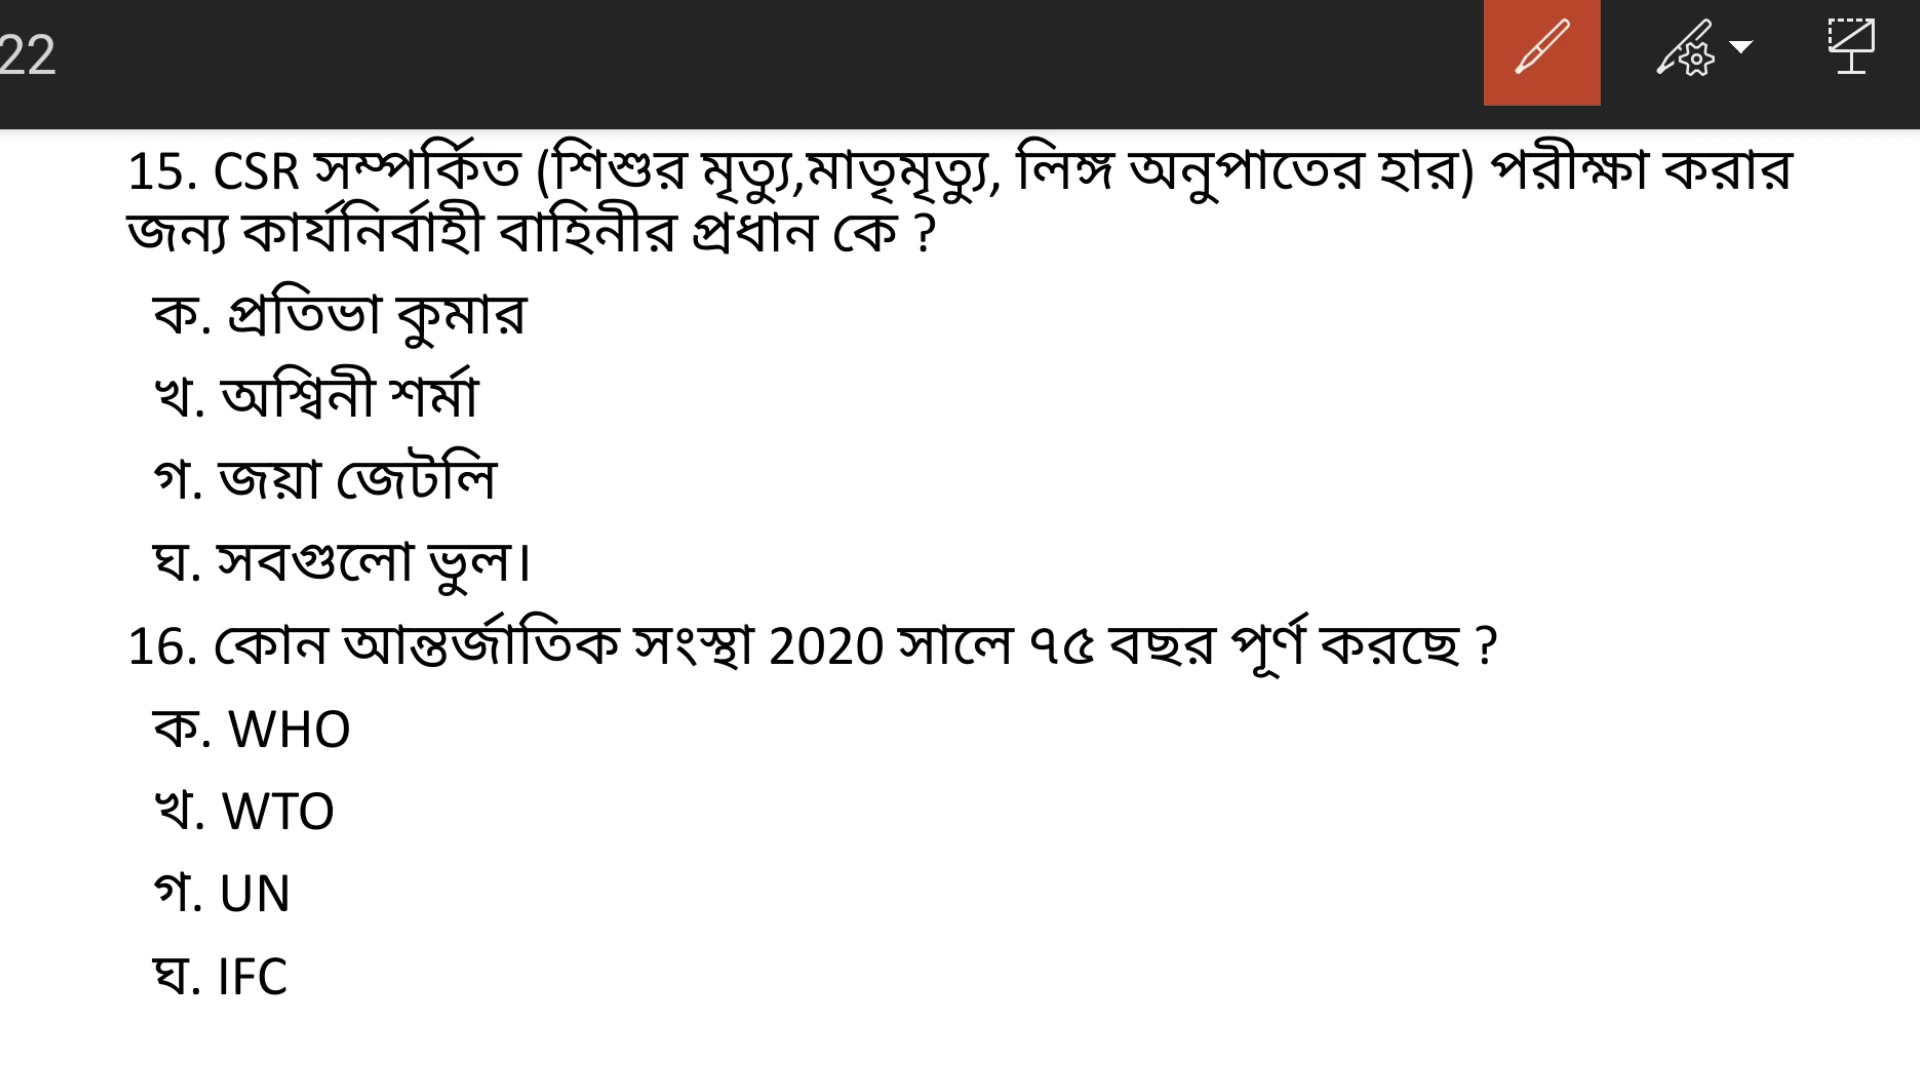 22
15. CSR সম্পর্কিত (শিশুর মৃত্যু,মাতৃমৃত্যু, লিঙ্গ অনুপাতের হার) পরীক্ষা করার
জন্য কার্যনির্বাহী বাহিনীর প্রধান কে ?
ক. প্রতিভা কুমার
খ. অশ্বিনী শর্মা
গ. জয়া জেটলি
ঘ. সবগুলো ভুল।
16. কোন আন্তর্জাতিক সংস্থা 2020 সালে ৭৫ বছর পূর্ণ করছে ?
ক. WHO
খ. WTO
গ. UN
ঘ. IFC